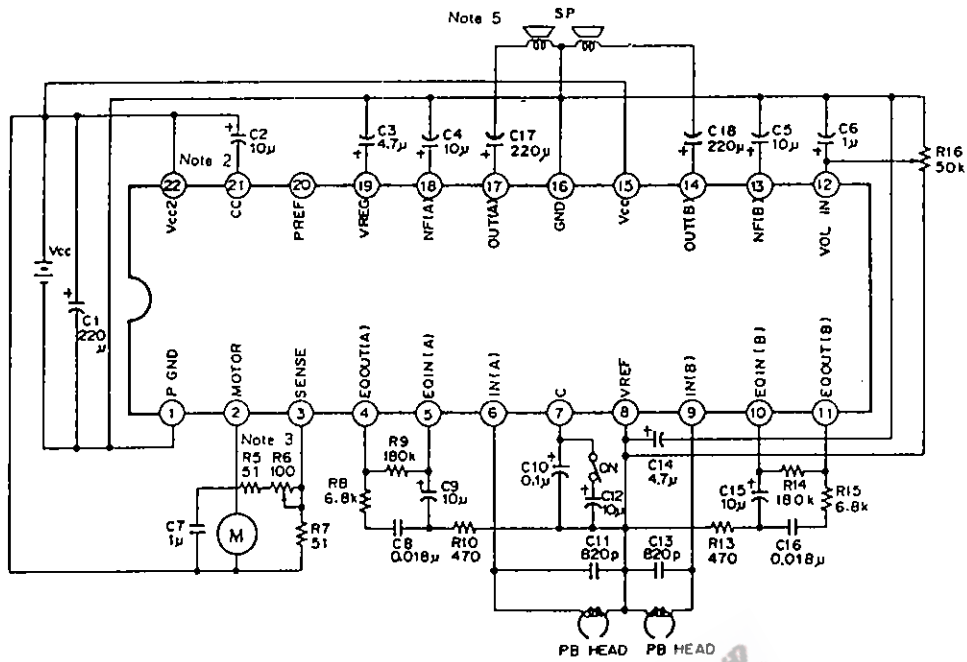 Note 5 SP
C2
10μ
C3
4.7μ
C4
10μ
C17
220μ
C18
220μ
C5
10μ
C6
1μ
R16
50k
Note 2
22 21 20 19 18 17 16 15 14 13 12
Vcc2 CC PREF VREG NF(A) OUT(A) GND Vcc OUT(B) NF(B) VOL IN
Vcc
C1
220μ
P GND MOTOR SENSE EQOUT(A) EQIN(A) IN(A) C VREF IN(B) EQIN(B) EQOUT(B)
1 2 3 4 5 6 7 8 9 10 11
Note 3
R5
51
R6
100
R9
180k
R8
6.8k
C9
10μ
C10
0.1μ
ON
C12
10μ
C14
4.7μ
C15
10μ
R14
180k
R15
6.8k
C7
1μ
M
R7
51
C8
0.018μ
R10
470
C11
820p
C13
820p
R13
470
C16
0.018μ
PB HEAD PB HEAD